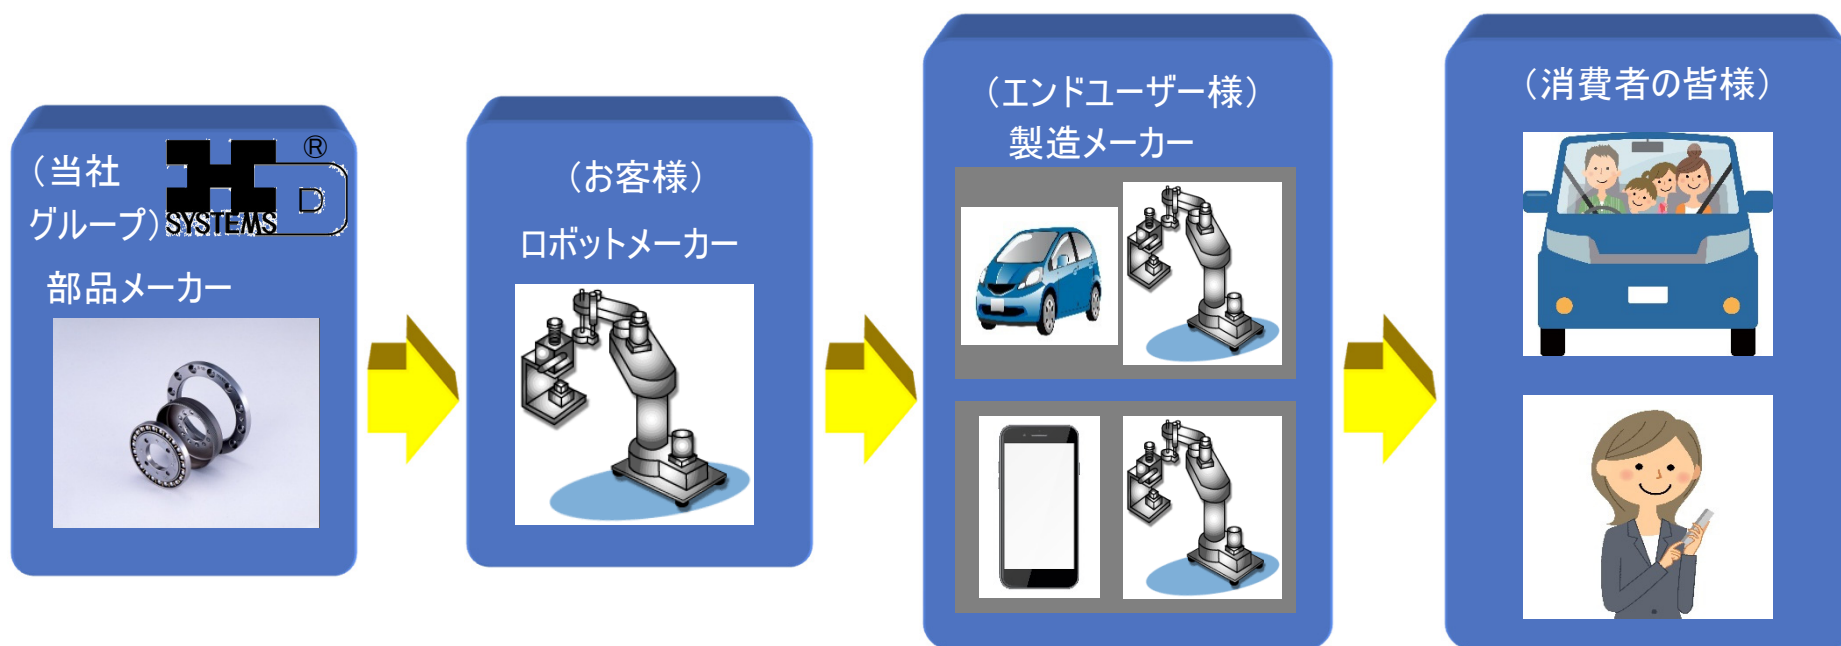 （当社
グループ）
®
D
SYSTEMS
部品メーカー
（お客様）
ロボットメーカー
（エンドユーザー様）
製造メーカー
（消費者の皆様）